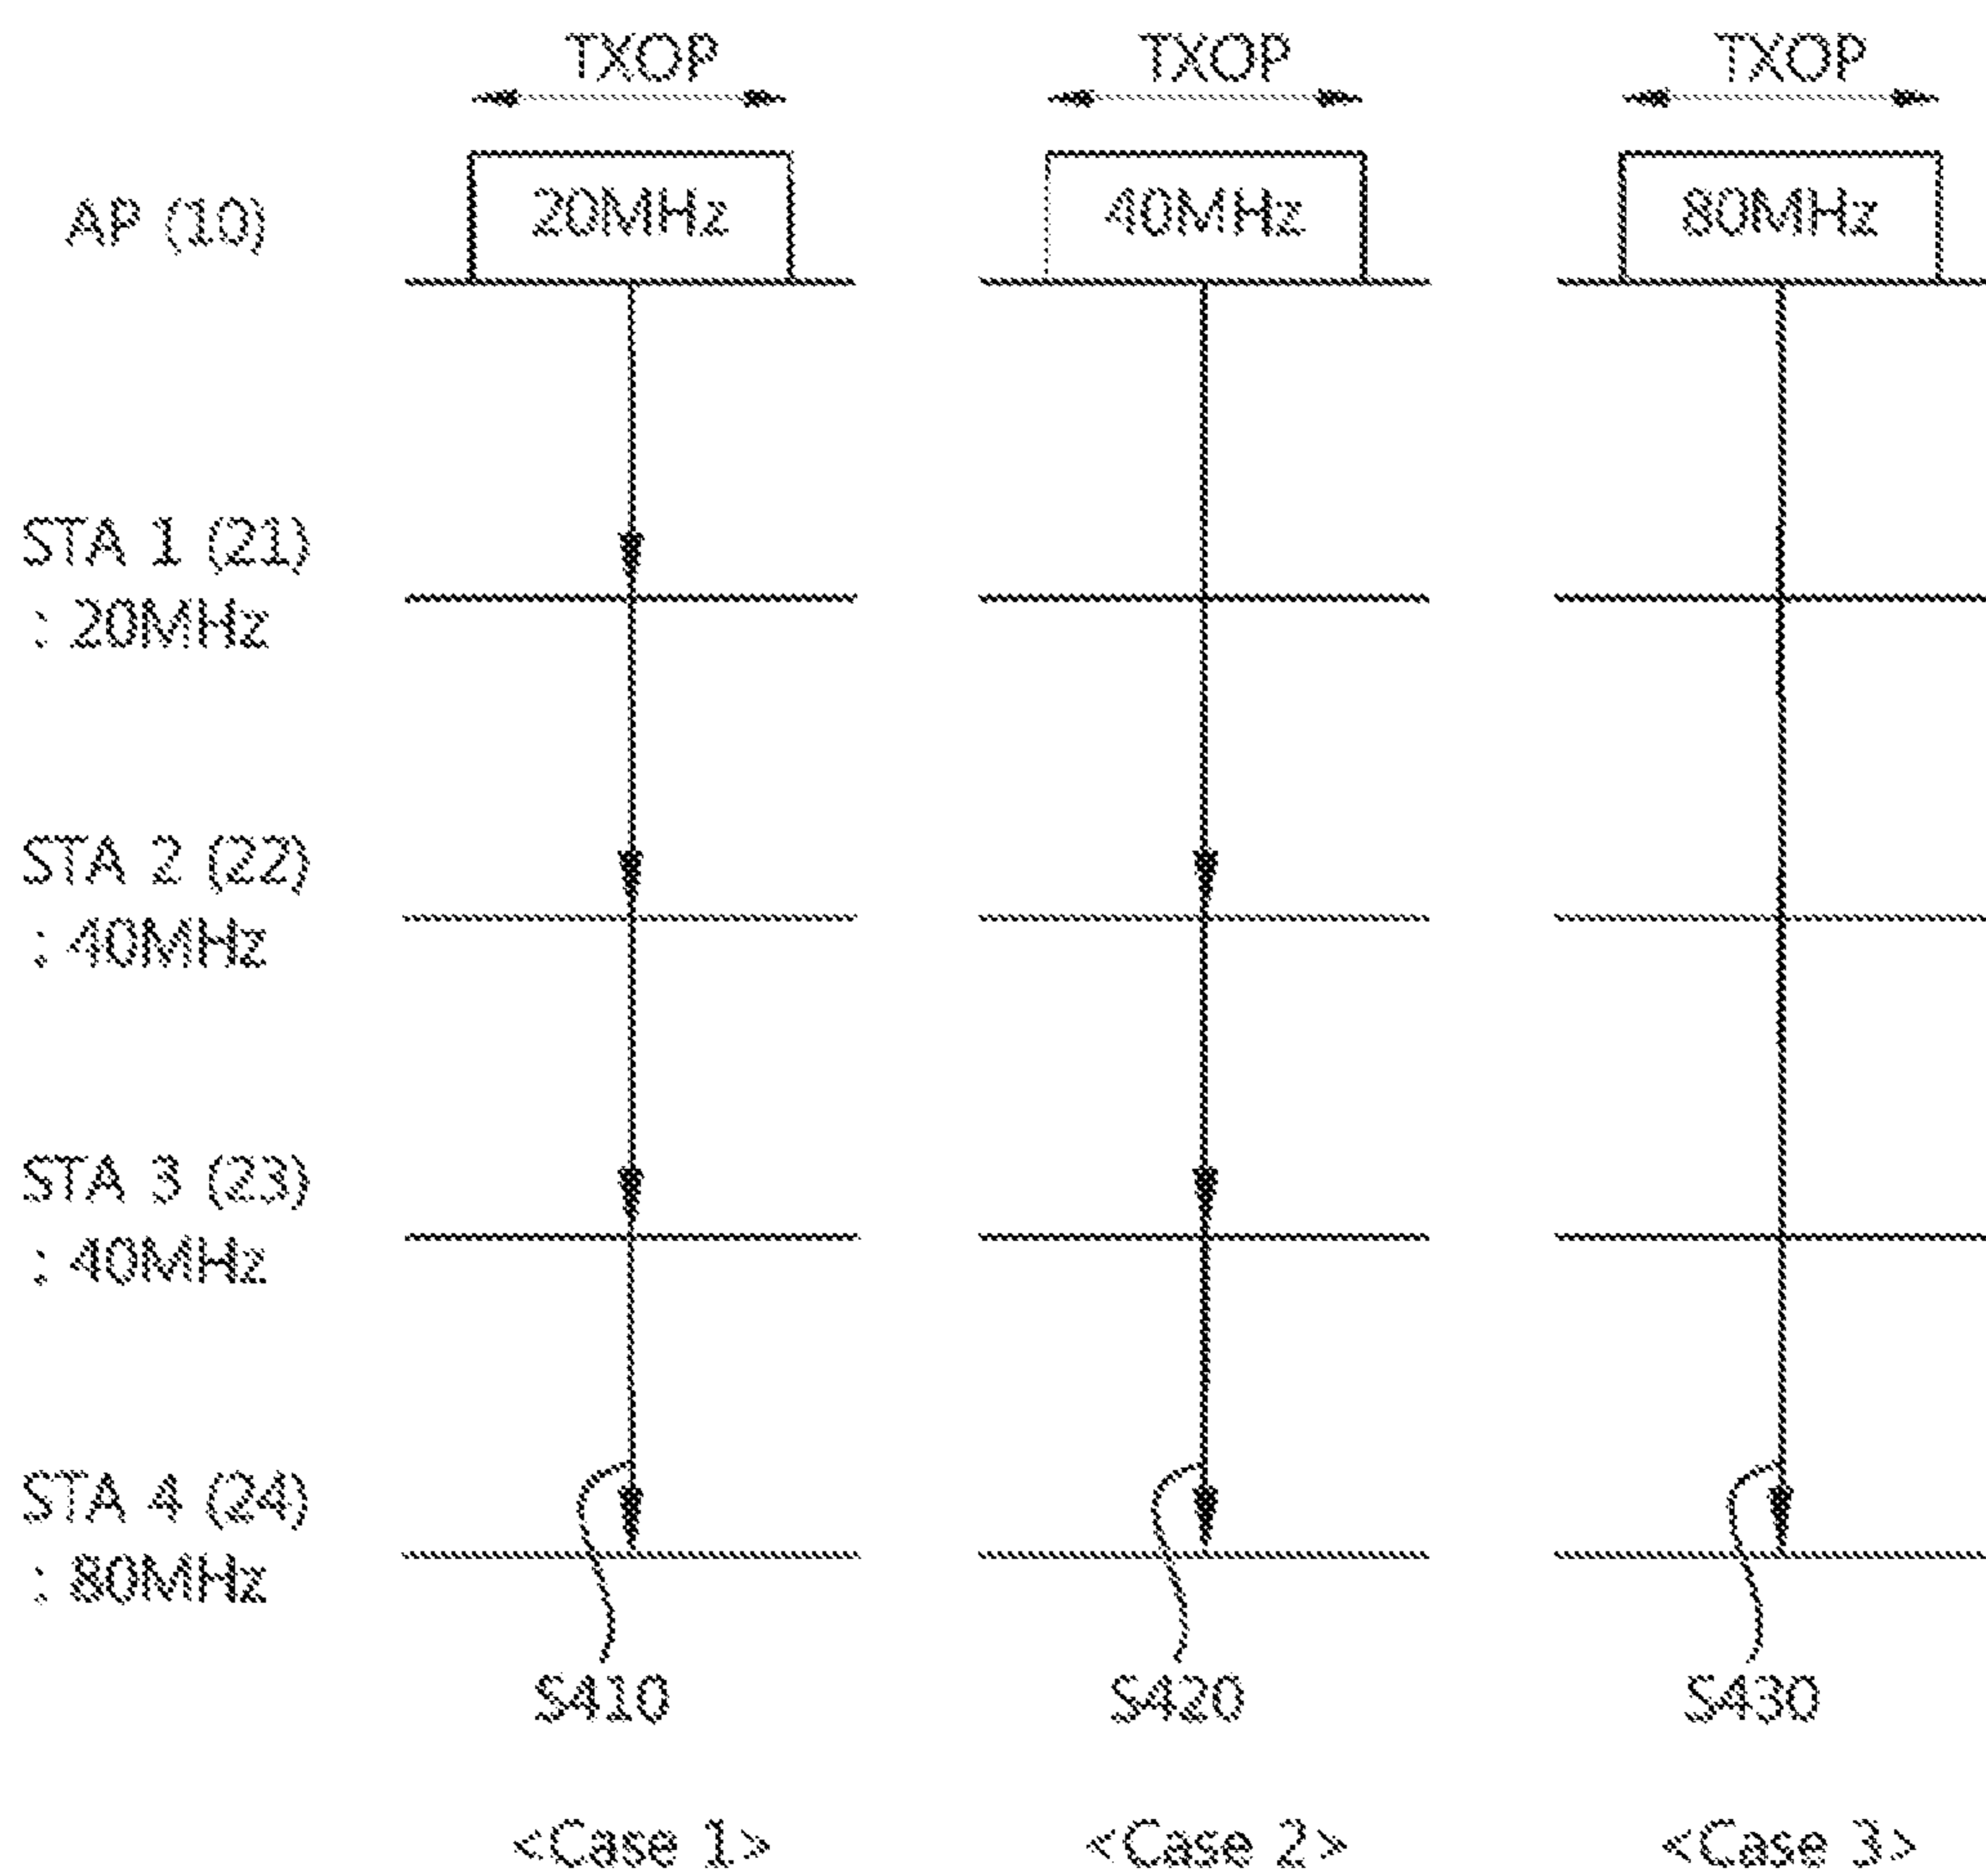 TXOP TXOP TXOP
AP (10) 20MHz 40MHz 80MHz
STA 1 (21)
: 20MHz
STA 2 (22)
: 40MHz
STA 3 (23)
: 40MHz
STA 4 (24)
: 80MHz
S410 S420 S430
<Case 1> <Case 2> <Case 3>